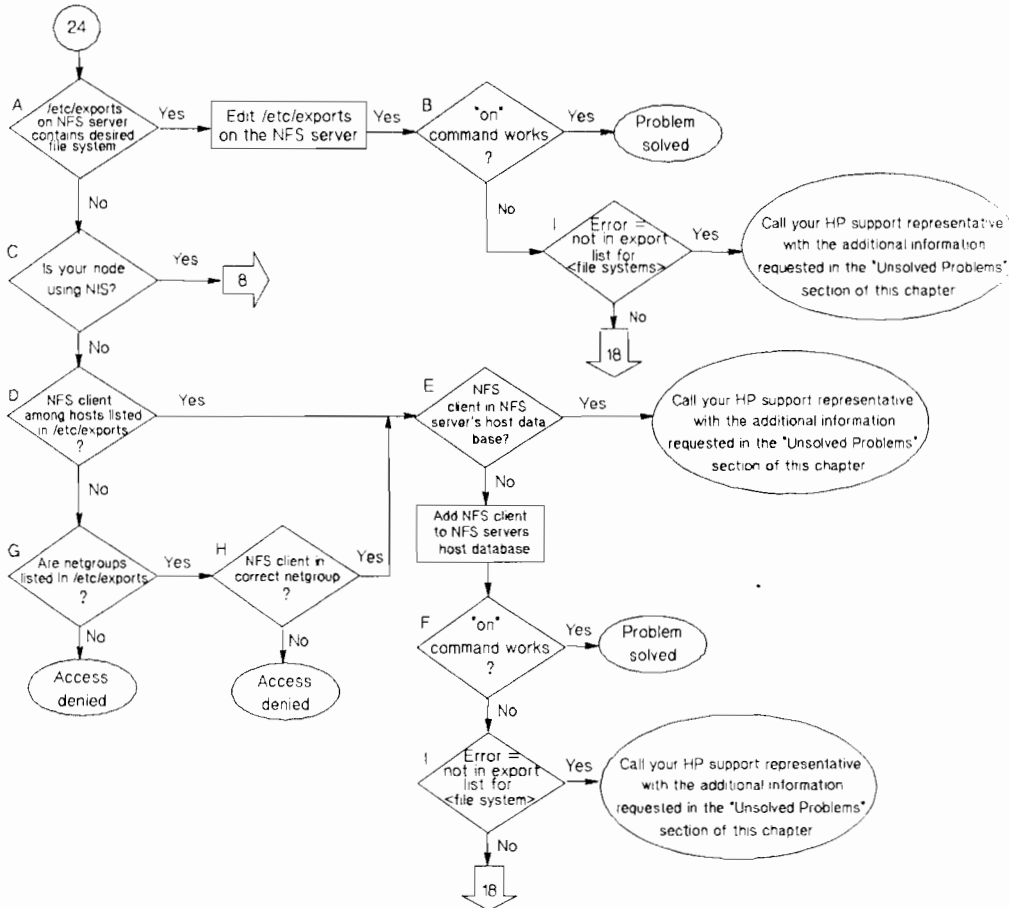 24
A
/etc/exports
on NFS server
contains desired
file system
Yes
Edit /etc/exports
on the NFS server
Yes
B
"on"
command works
?
Yes
Problem
solved
No
No
I
Error =
not in export
list for
<file systems>
Yes
Call your HP support representative
with the additional information
requested in the "Unsolved Problems"
section of this chapter
No
18
C
Is your node
using NIS?
Yes
8
No
D
NFS client
among hosts listed
in /etc/exports
?
Yes
E
NFS
client in NFS
server's host data
base?
Yes
Call your HP support representative
with the additional information
requested in the "Unsolved Problems"
section of this chapter
No
No
Add NFS client
to NFS servers
host database
G
Are netgroups
listed in /etc/exports
?
Yes
H
NFS client in
correct netgroup
?
Yes
No
Access
denied
No
Access
denied
F
"on"
command works
?
Yes
Problem
solved
No
I
Error =
not in export
list for
<file system>
Yes
Call your HP support representative
with the additional information
requested in the "Unsolved Problems"
section of this chapter
No
18